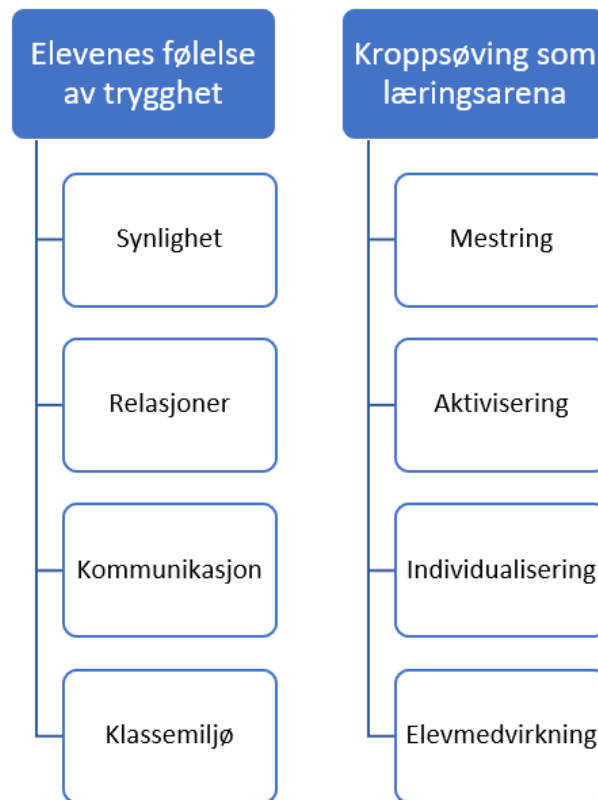 Elevenes følelse
av trygghet
Synlighet
Relasjoner
Kommunikasjon
Klassemiljø
Kroppsøving som
læringsarena
Mestring
Aktivisering
Individualisering
Elevmedvirkning